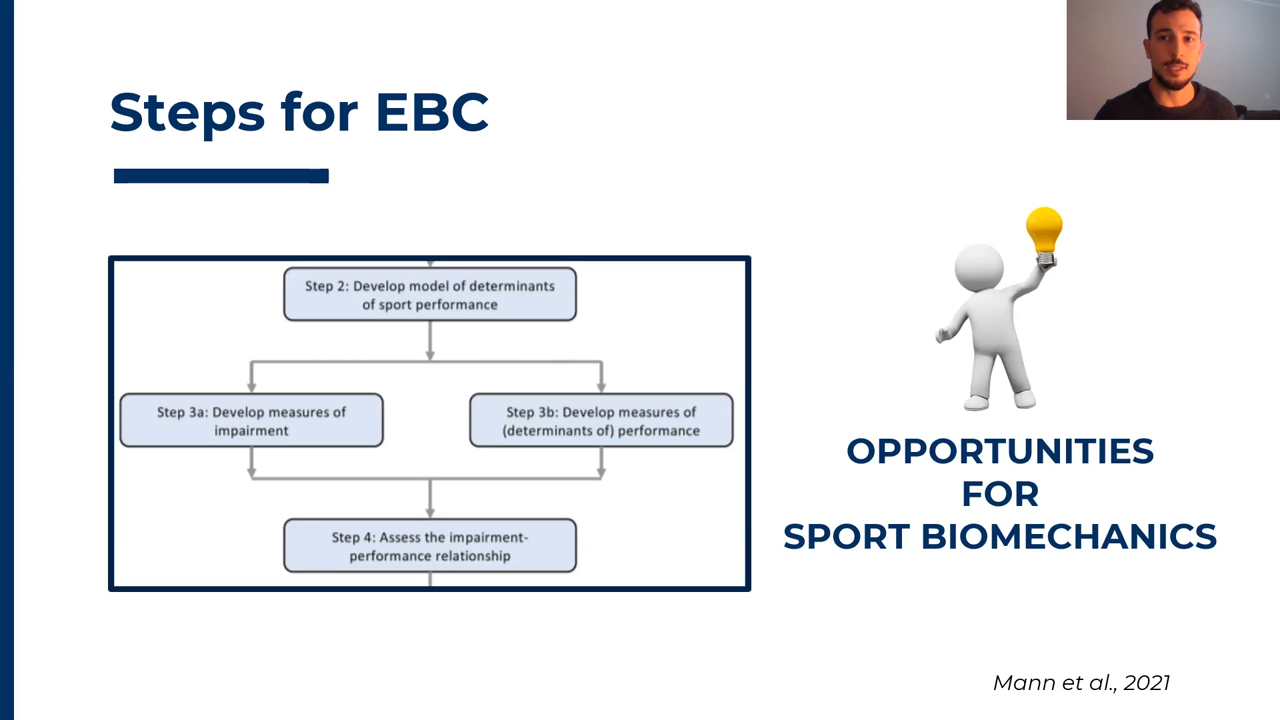 Steps for EBC
Step 2: Develop model of determinants
of sport performance
Step 3a: Develop measures of
impairment
Step 3b: Develop measures of
(determinants of) performance
Step 4: Assess the impairment-
performance relationship
OPPORTUNITIES
FOR
SPORT BIOMECHANICS
Mann et al., 2021